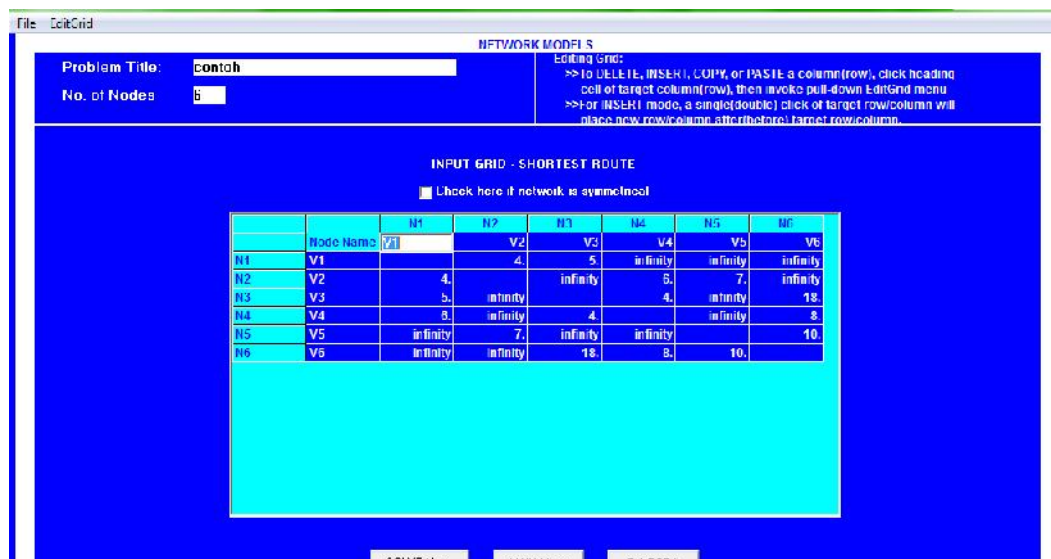 File EditGrid
NETWORK MODELS
Problem Title: contoh
No. of Nodes 6
Editing Grid:
>>To DELETE, INSERT, COPY, or PASTE a column(row), click heading
cell of target column(row), then invoke pull-down EditGrid menu
>>For INSERT mode, a single(double) click of target row/column will
place new row/column after(before) target row/column.
INPUT GRID - SHORTEST ROUTE
Check here if network is symmetrical
N1 N2 N3 N4 N5 N6
Node Name V1 V2 V3 V4 V5 V6
N1 V1 4. 5. infinity infinity infinity
N2 V2 4. infinity 6. 7. infinity
N3 V3 5. infinity 4. infinity 18.
N4 V4 6. infinity 4. infinity 8.
N5 V5 infinity 7. infinity infinity 10.
N6 V6 infinity infinity 18. 8. 10.